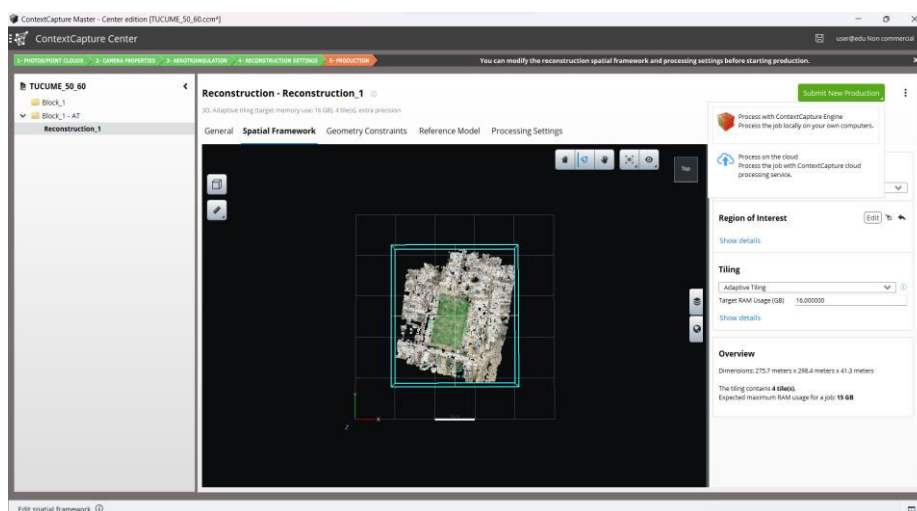 ContextCapture Master - Center edition [TUCUME_50_60.ccm*]
ContextCapture Center
user@edu Non commercial
1- PHOTOS/POINT CLOUDS
2- CAMERA PROPERTIES
3- AEROTRIANGULATION
4- RECONSTRUCTION SETTINGS
5- PRODUCTION
You can modify the reconstruction spatial framework and processing settings before starting production.
TUCUME_50_60
Block_1
Block_1 - AT
Reconstruction_1
Reconstruction - Reconstruction_1
Submit New Production
3D, Adaptive tiling (target memory use: 16 GB), 4 tile(s), extra precision
General Spatial Framework Geometry Constraints Reference Model Processing Settings
Process with ContextCapture Engine
Process the job locally on your own computers.
Process on the cloud
Process the job with ContextCapture cloud
processing service.
Top
Region of Interest
Edit
Show details
Tiling
Adaptive Tiling
Target RAM Usage (GB) 16.000000
Show details
Overview
Dimensions: 275.7 meters x 298.4 meters x 41.3 meters
The tiling contains 4 tile(s).
Expected maximum RAM usage for a job: 15 GB
Y
X
Z
Edit spatial framework